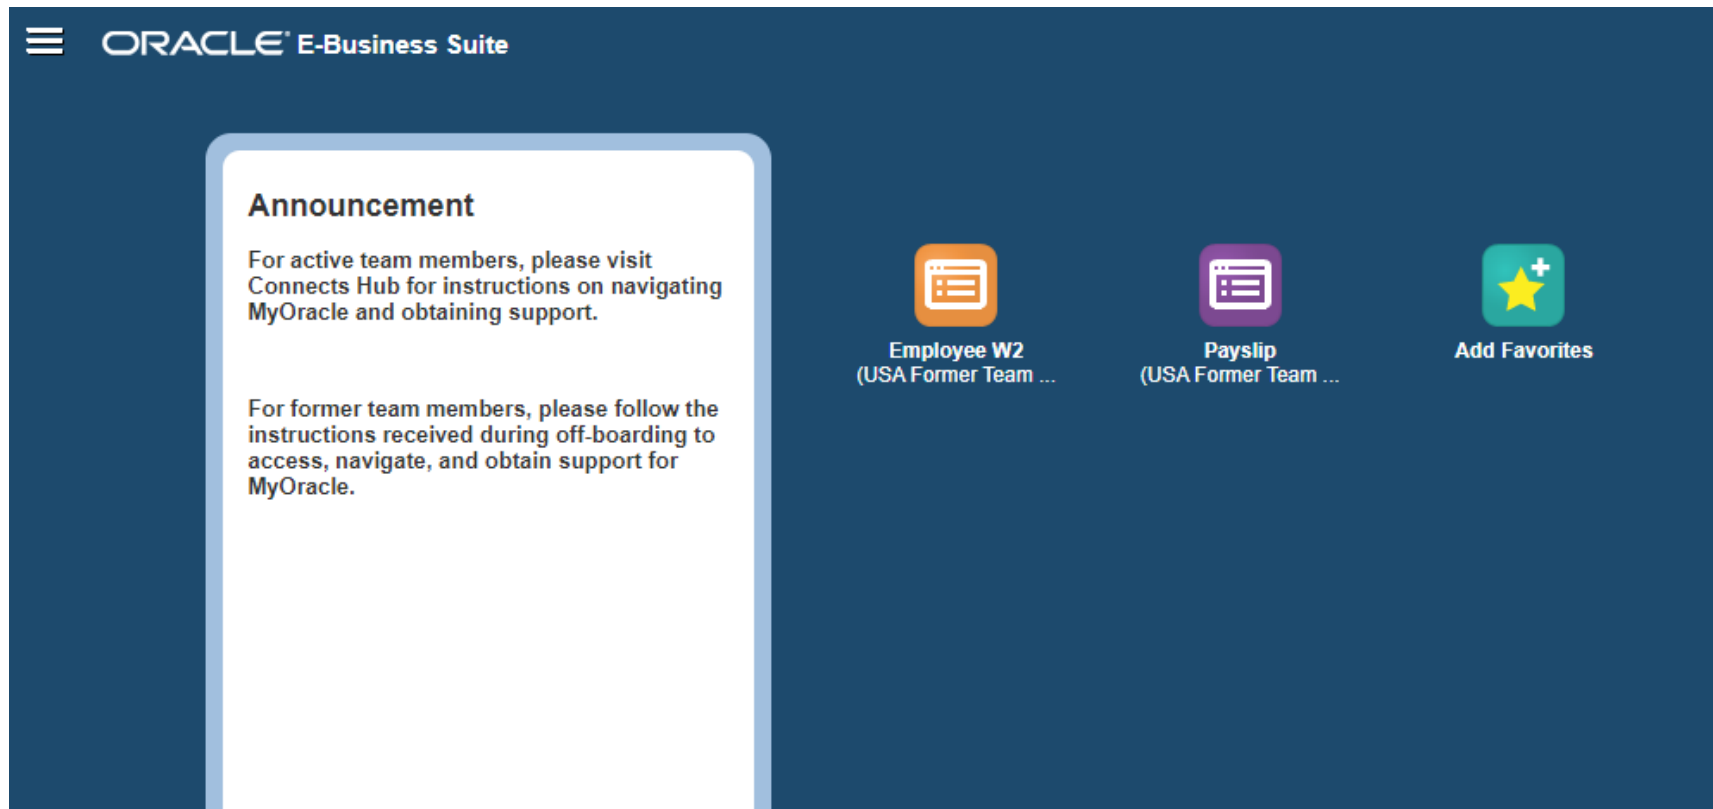 ORACLE E-Business Suite
Announcement
For active team members, please visit
Connects Hub for instructions on navigating
MyOracle and obtaining support.
For former team members, please follow the
instructions received during off-boarding to
access, navigate, and obtain support for
MyOracle.
Employee W2
(USA Former Team ...
Payslip
(USA Former Team ...
Add Favorites